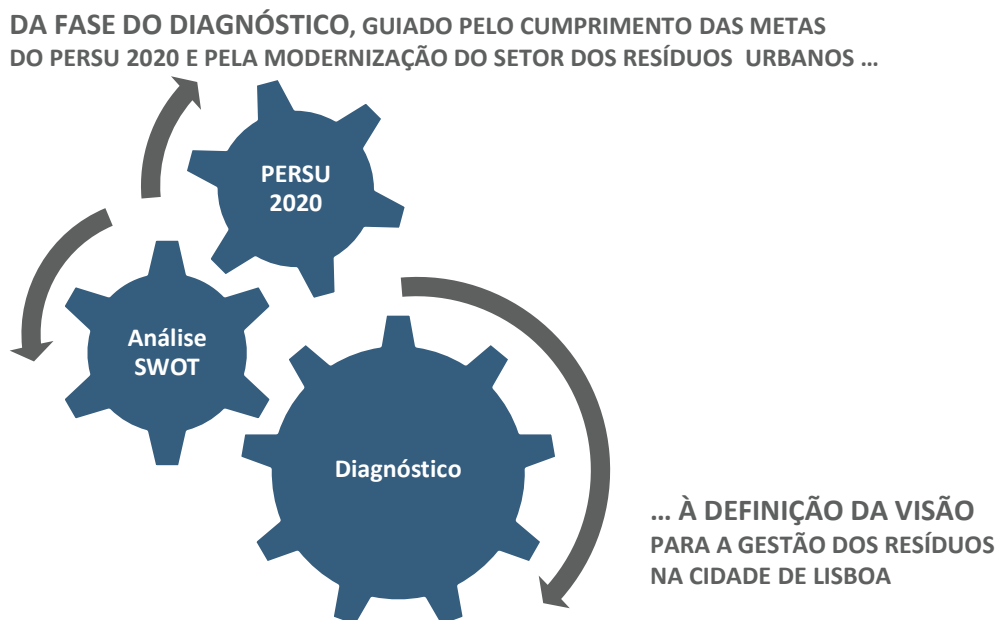 DA FASE DO DIAGNÓSTICO, GUIADO PELO CUMPRIMENTO DAS METAS
DO PERSU 2020 E PELA MODERNIZAÇÃO DO SETOR DOS RESÍDUOS URBANOS ...
PERSU
2020
Análise
SWOT
Diagnóstico
... À DEFINIÇÃO DA VISÃO
PARA A GESTÃO DOS RESÍDUOS
NA CIDADE DE LISBOA